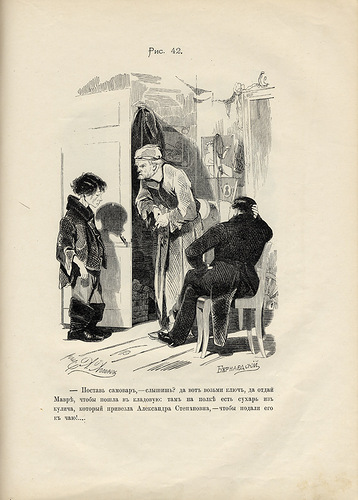 Рис. 42.
Бернардский.
— Поставь самоваръ,—слышишь? да вотъ возьми ключъ, да отдай
Маврѣ, чтобы пошла въ кладовую: тамъ на полкѣ есть сухарь изъ
кулича, который привезла Александра Степановна,—чтобы подали его
къ чаю!....